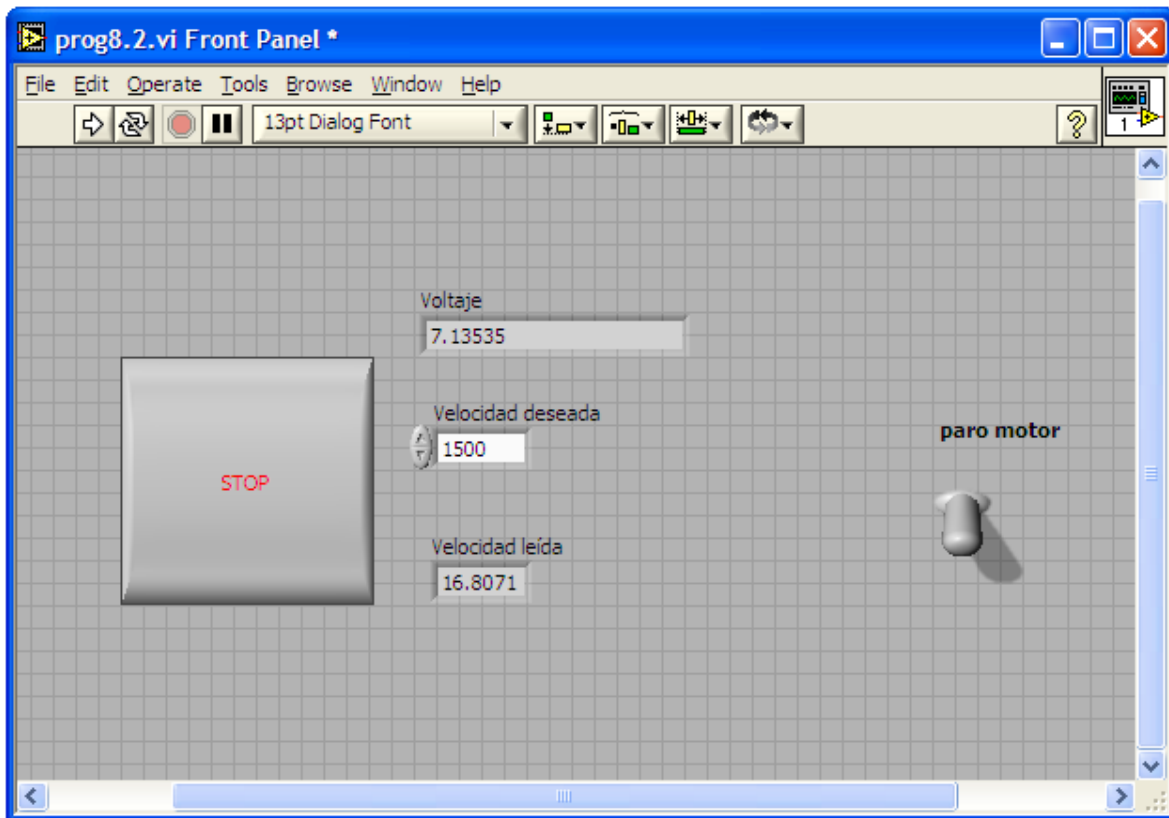 prog8.2.vi Front Panel *
File Edit Operate Tools Browse Window Help
13pt Dialog Font
?
1
Voltaje
7.13535
Velocidad deseada
1500
paro motor
STOP
Velocidad leída
16.8071